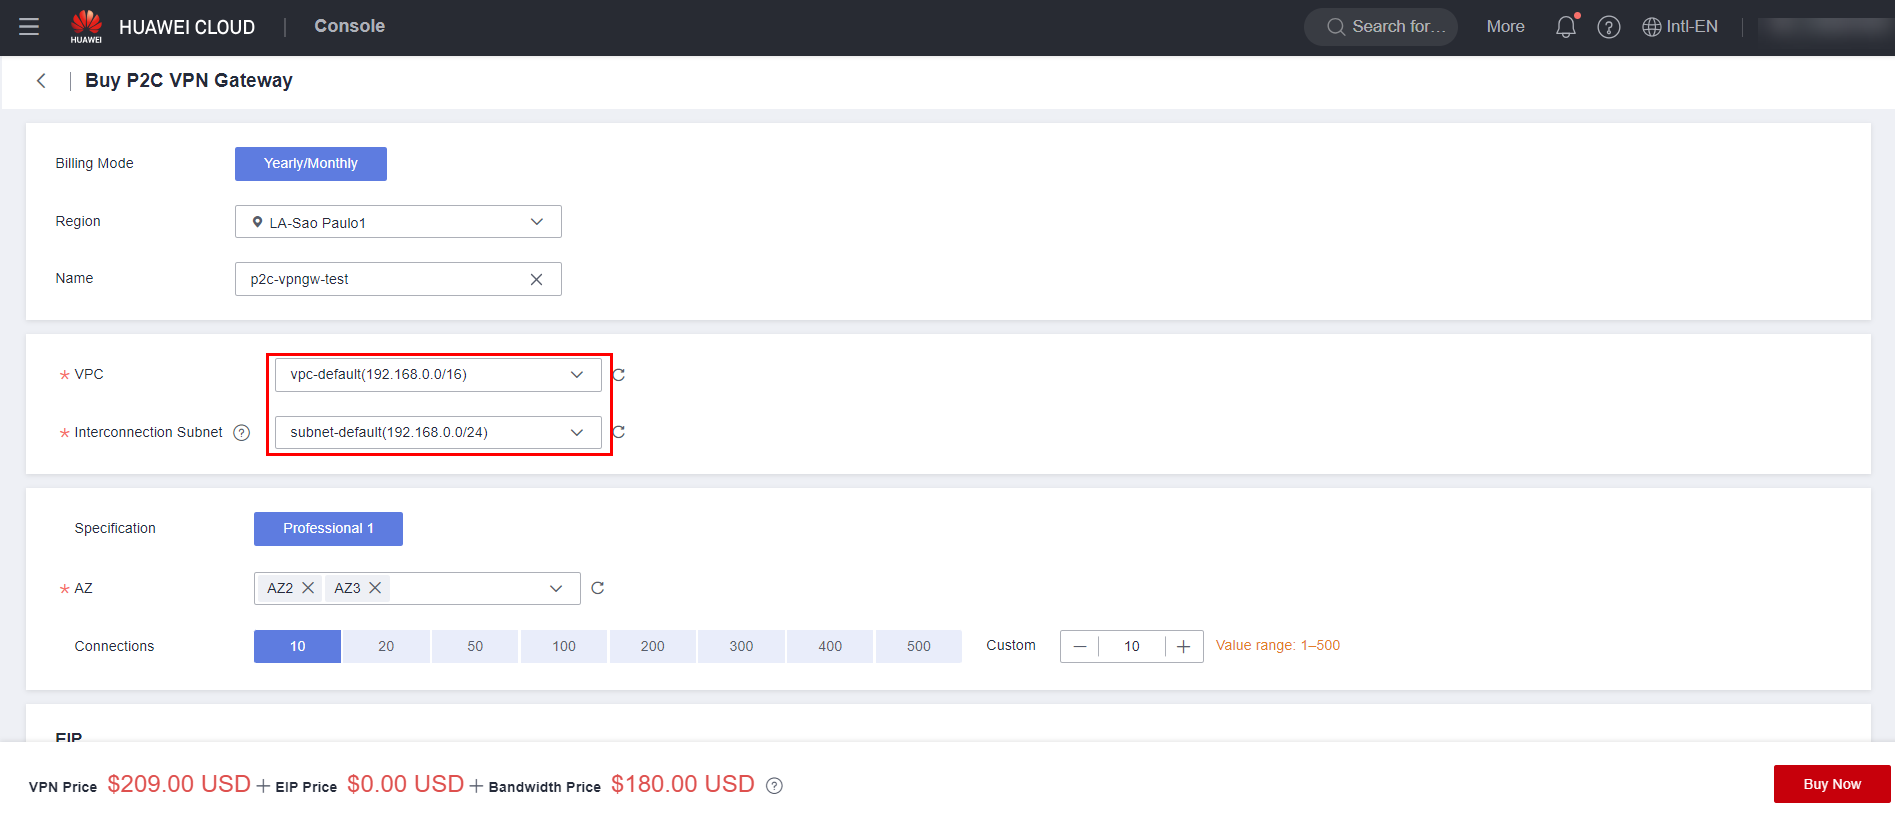 HUAWEI
HUAWEI CLOUD
Console
Search for...
More
Intl-EN
Buy P2C VPN Gateway
Billing Mode
Yearly/Monthly
Region
LA-Sao Paulo1
Name
p2c-vpngw-test
* VPC
vpc-default(192.168.0.0/16)
* Interconnection Subnet ?
subnet-default(192.168.0.0/24)
Specification
Professional 1
* AZ
AZ2 AZ3
Connections
10 20 50 100 200 300 400 500 Custom 10 Value range: 1–500
EIP
VPN Price $209.00 USD + EIP Price $0.00 USD + Bandwidth Price $180.00 USD ?
Buy Now